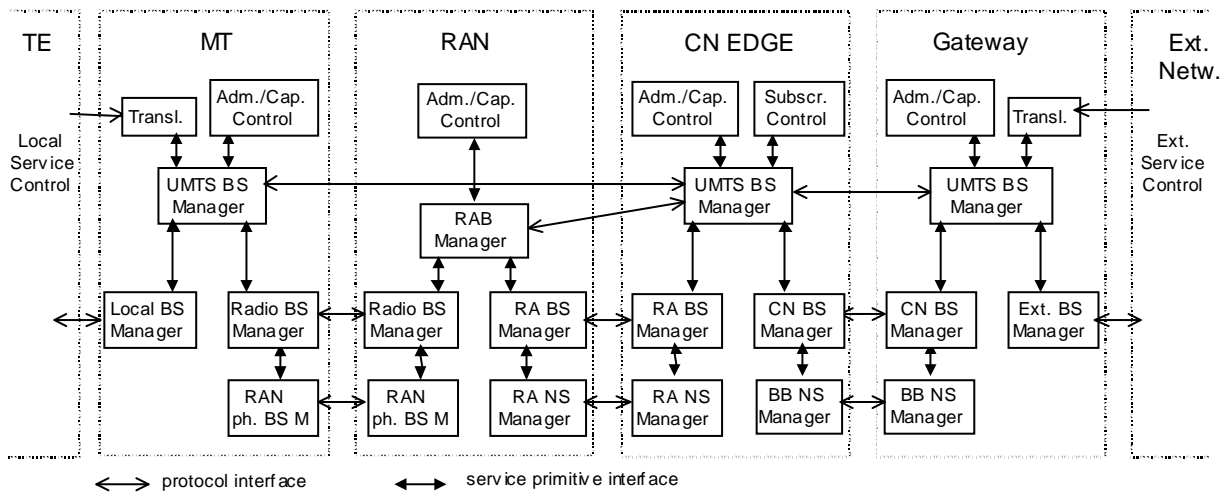 TE
MT
RAN
CN EDGE
Gateway
Ext.
Netw.
Transl.
Adm./Cap.
Control
Adm./Cap.
Control
Adm./Cap.
Control
Subscr.
Control
Adm./Cap.
Control
Transl.
Local
Service
Control
Ext.
Service
Control
UMTS BS
Manager
RAB
Manager
UMTS BS
Manager
UMTS BS
Manager
Local BS
Manager
Radio BS
Manager
Radio BS
Manager
RA BS
Manager
RA BS
Manager
CN BS
Manager
CN BS
Manager
Ext. BS
Manager
RAN
ph. BS M
RAN
ph. BS M
RA NS
Manager
RA NS
Manager
BB NS
Manager
BB NS
Manager
protocol interface
service primitive interface